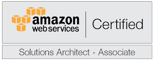 amazon
webservices
Certified
Solutions Architect - Associate